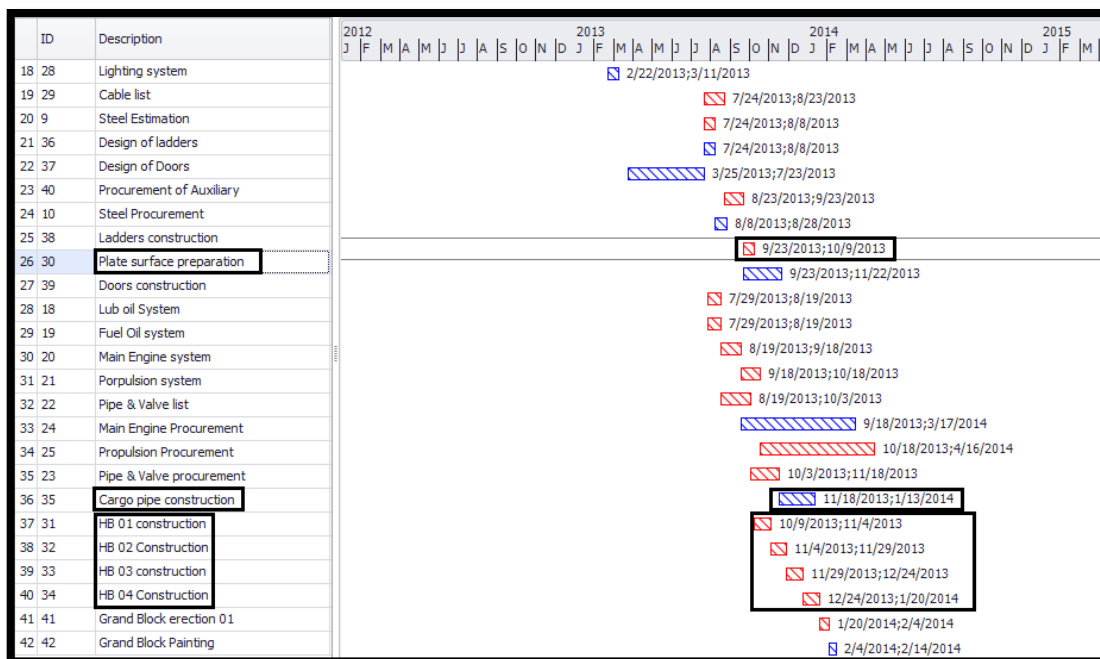 ID Description
18 28 Lighting system
19 29 Cable list
20 9 Steel Estimation
21 36 Design of ladders
22 37 Design of Doors
23 40 Procurement of Auxiliary
24 10 Steel Procurement
25 38 Ladders construction
26 30 Plate surface preparation
27 39 Doors construction
28 18 Lub oil System
29 19 Fuel Oil system
30 20 Main Engine system
31 21 Porpulsion system
32 22 Pipe & Valve list
33 24 Main Engine Procurement
34 25 Propulsion Procurement
35 23 Pipe & Valve procurement
36 35 Cargo pipe construction
37 31 HB 01 construction
38 32 HB 02 Construction
39 33 HB 03 construction
40 34 HB 04 Construction
41 41 Grand Block erection 01
42 42 Grand Block Painting
2012 2013 2014 2015
J F M A M J J A S O N D J F M A M J J A S O N D J F M A M J J A S O N D J F M
2/22/2013;3/11/2013
7/24/2013;8/23/2013
7/24/2013;8/8/2013
7/24/2013;8/8/2013
3/25/2013;7/23/2013
8/23/2013;9/23/2013
8/8/2013;8/28/2013
9/23/2013;10/9/2013
9/23/2013;11/22/2013
7/29/2013;8/19/2013
7/29/2013;8/19/2013
8/19/2013;9/18/2013
9/18/2013;10/18/2013
8/19/2013;10/3/2013
9/18/2013;3/17/2014
10/18/2013;4/16/2014
10/3/2013;11/18/2013
11/18/2013;1/13/2014
10/9/2013;11/4/2013
11/4/2013;11/29/2013
11/29/2013;12/24/2013
12/24/2013;1/20/2014
1/20/2014;2/4/2014
2/4/2014;2/14/2014